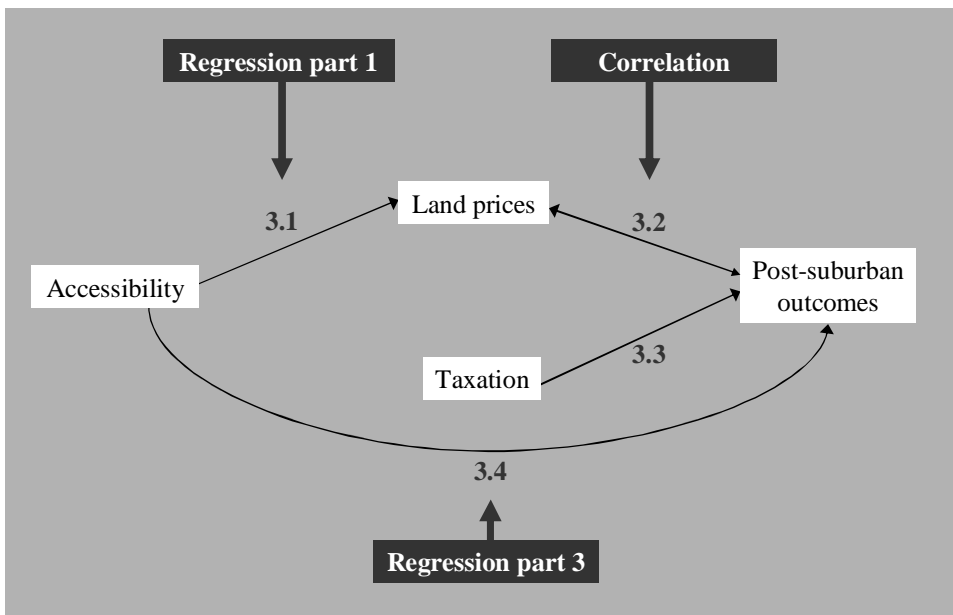 Regression part 1
Correlation
Land prices
3.1
3.2
Accessibility
Post-suburban
outcomes
3.3
Taxation
3.4
Regression part 3